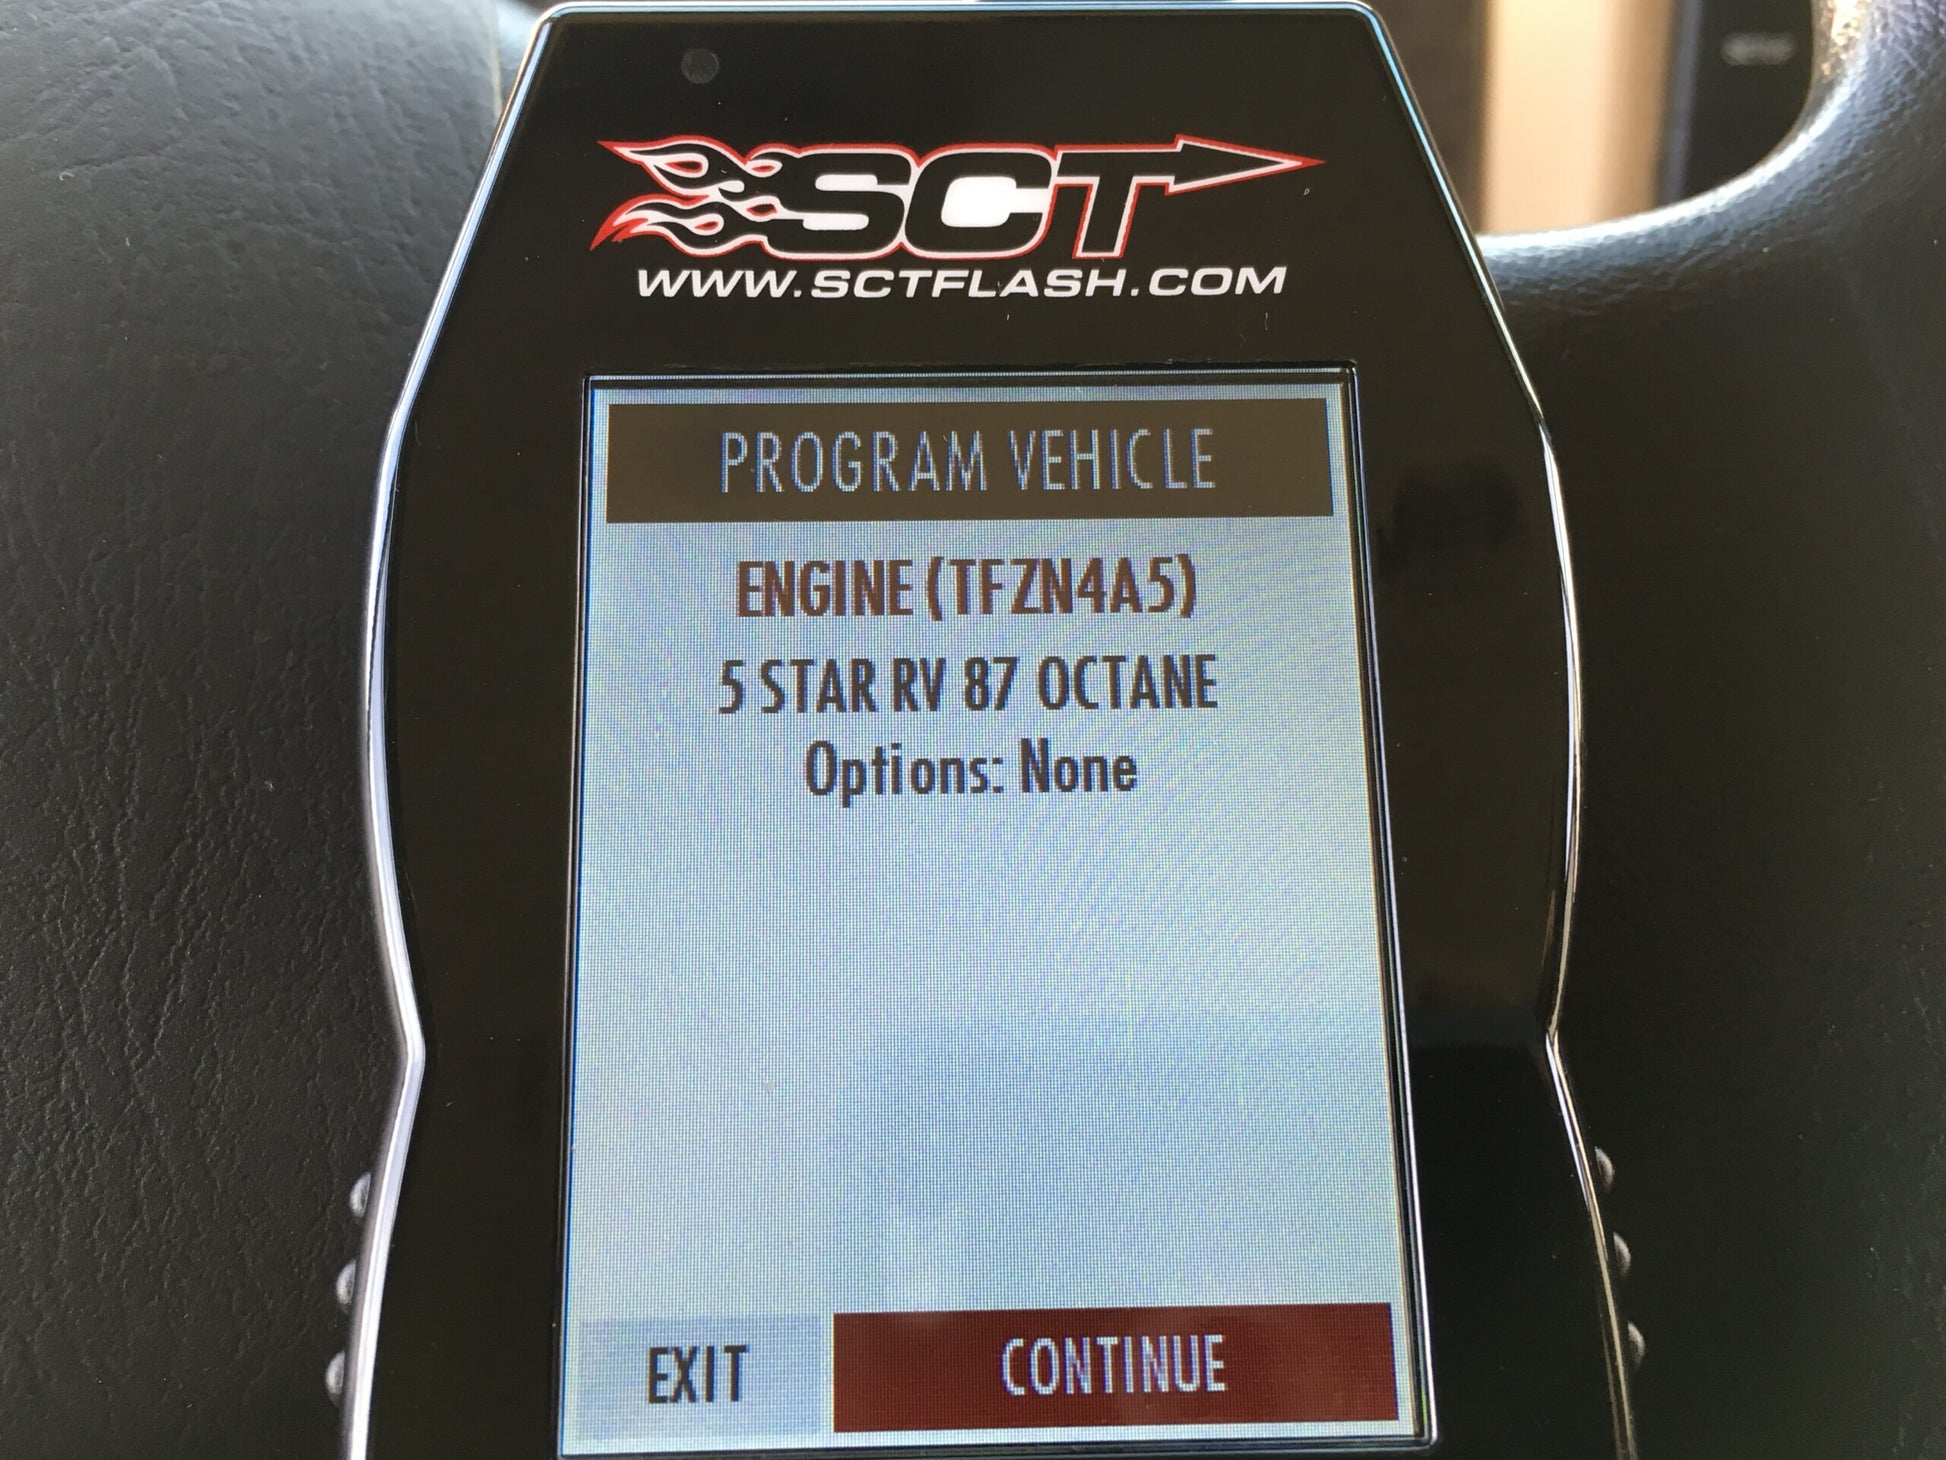 SCT
WWW.SCTFLASH.COM
PROGRAM VEHICLE
ENGINE (TFZN4A5)
5 STAR RV 87 OCTANE
Options: None
EXIT
CONTINUE